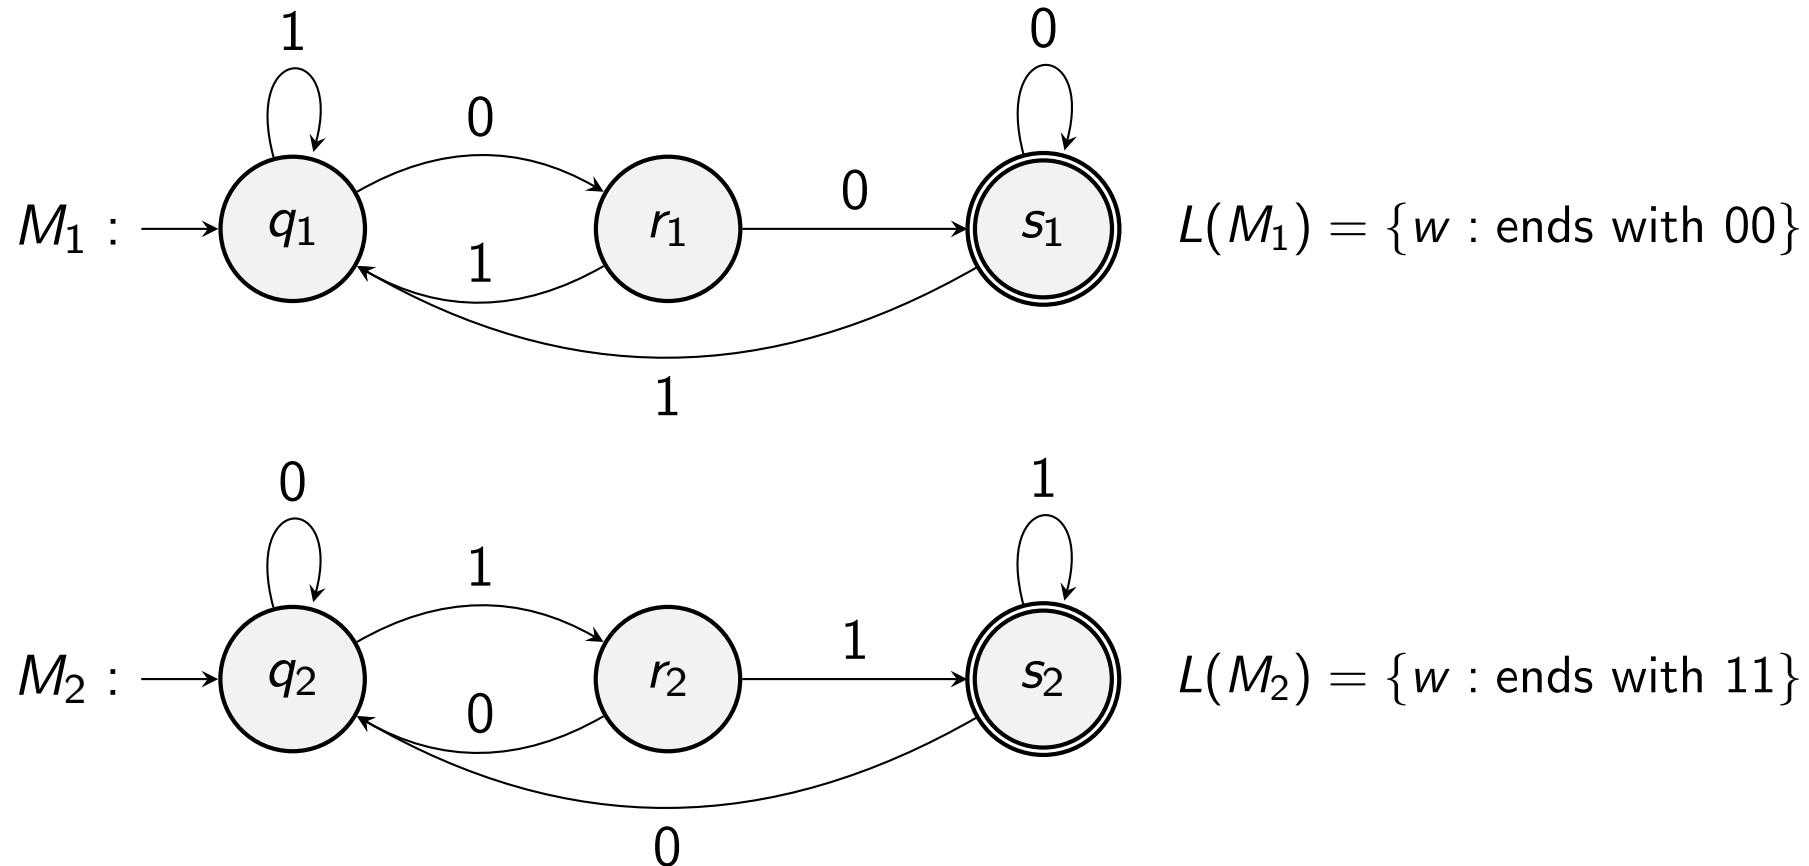 1
0
0
0
M₁ :
q₁
r₁
s₁
L(M₁) = {w : ends with 00}
1
1
0
1
1
1
M₂ :
q₂
r₂
s₂
L(M₂) = {w : ends with 11}
0
0